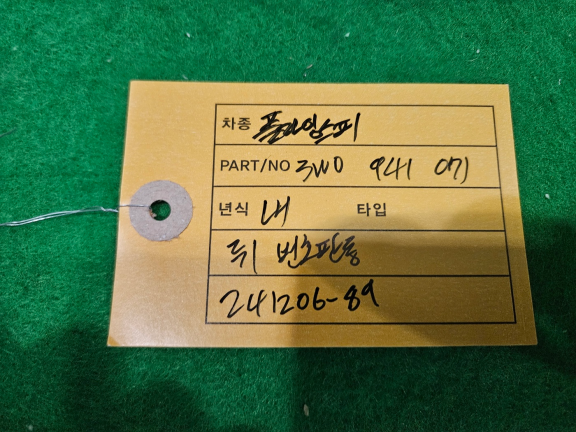 차종 플라잉스퍼
PART/NO 3W0 941 071
년식 내 타입
뒤 번호판등
241206-89